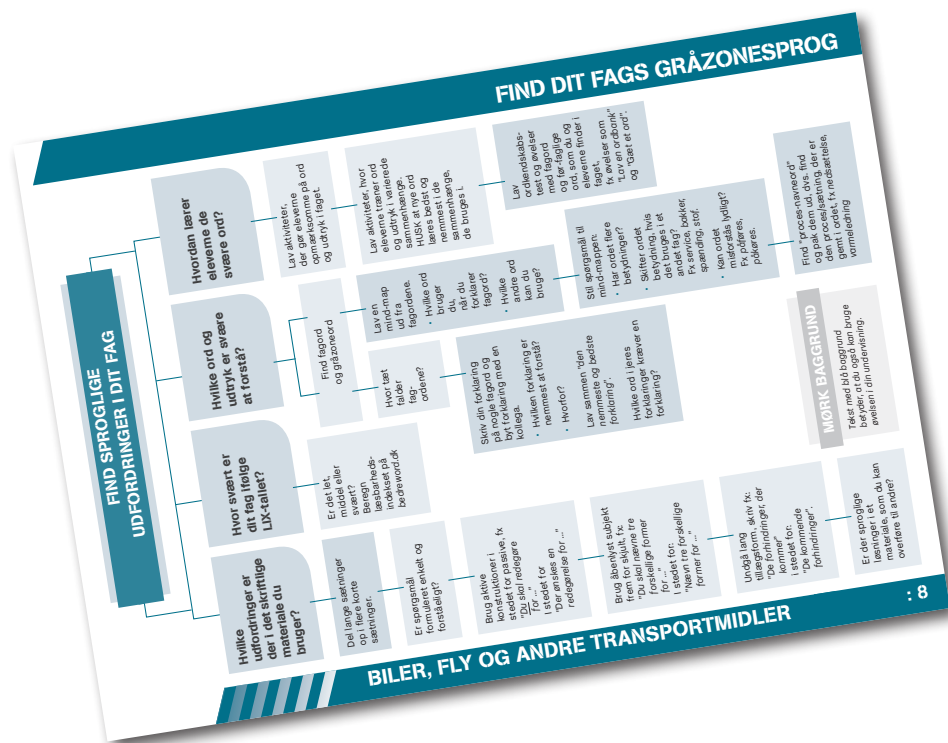 FIND DIT FAGS GRÅZONESPROG
FIND SPROGLIGE
UDFORDRINGER I DIT FAG
Hvilke
udfordringer er
der i det skriftlige
materiale du
bruger?
Del lange sætninger
op i flere korte
sætninger.
Er spørgsmål
formuleret enkelt og
forståeligt?
Brug aktive
konstruktioner i
stedet for passive, fx
"Du skal redegøre
for ..."
I stedet for
"Der ønskes en
redegørelse for ..."
Brug åbenlyst subjekt
frem for skjult, fx:
"Du skal nævne tre
forskellige former
for ..."
I stedet for:
"Nævn tre forskellige
former for ..."
Undgå lang
tillægsform, skriv fx:
"De forhindringer, der
kommer"
i stedet for:
"De kommende
forhindringer".
Er der sproglige
løsninger i et
materiale, som du kan
overføre til andre?
Hvor svært er
dit fag ifølge
LIX-tallet?
Er det let,
middel eller
svært?
Beregn
læsbarheds-
indekset på
bedreword.dk
Hvilke ord og
udtryk er svære
at forstå?
Find fagord
og gråzoneord
Hvor tæt
falder
fag-
ordene?
Skriv din forklaring
på nogle fagord og
byt forklaring med en
kollega.
• Hvilken forklaring er
nemmest at forstå?
• Hvorfor?
Lav sammen "den
nemmeste og bedste
forklaring".
Hvilke ord i jeres
forklaringer kræver en
forklaring?
Lav en
mind-map
ud fra
fagordene.
• Hvilke ord
bruger
du,
når du
forklarer
fagord?
• Hvilke
andre ord
kan du
bruge?
Stil spørgsmål til
mind-mappen:
• Har ordet flere
betydninger?
• Skifter ordet
betydning, hvis
det bruges i et
andet fag?
Fx service, bakker,
spænding, stof.
• Kan ordet
misforstås lydligt?
Fx påføres,
påkøres.
Find "proces-navneord"
og pak dem ud, dvs. find
den proces/sætning, der er
gemt i ordet, fx nedsættelse,
varmeledning
Hvordan lærer
eleverne de
svære ord?
Lav aktiviteter,
der gør eleverne
opmærksomme på ord
og udtryk i faget.
Lav aktiviteter, hvor
eleverne træner ord
og udtryk i varierede
sammenhænge.
HUSK at nye ord
læres bedst og
nemmest i de
sammenhænge,
de bruges i.
Lav
ordkendskabs-
test og øvelser
med fagord
og før-faglige
ord, som du og
eleverne finder i
faget,
fx øvelser som
"Lav en ordbank"
og "Gæt et ord".
MØRK BAGGRUND
Tekst med blå baggrund
betyder, at du også kan bruge
øvelsen i din undervisning.
BILER, FLY OG ANDRE TRANSPORTMIDLER
: 8